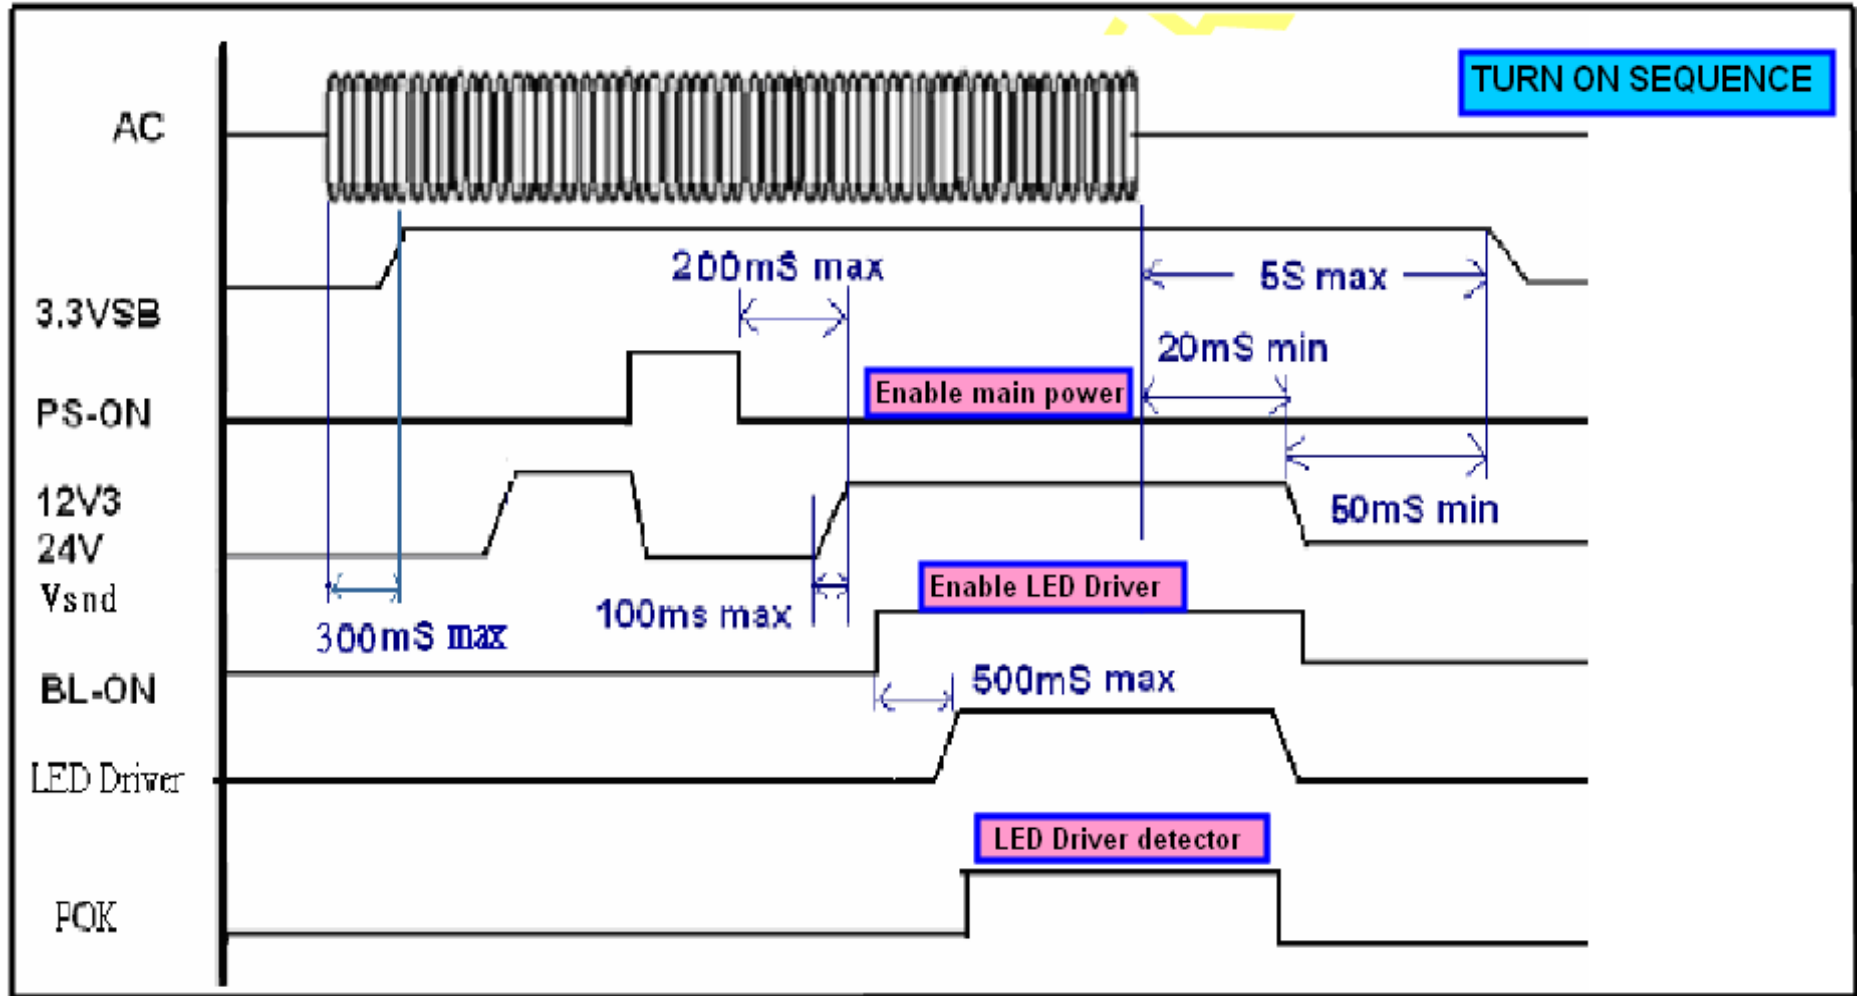 TURN ON SEQUENCE
AC
200mS max
5S max
3.3VSB
20mS min
Enable main power
PS-ON
12V3
50mS min
24V
Enable LED Driver
Vsnd
100ms max
300mS max
BL-ON
500mS max
LED Driver
LED Driver detector
POK